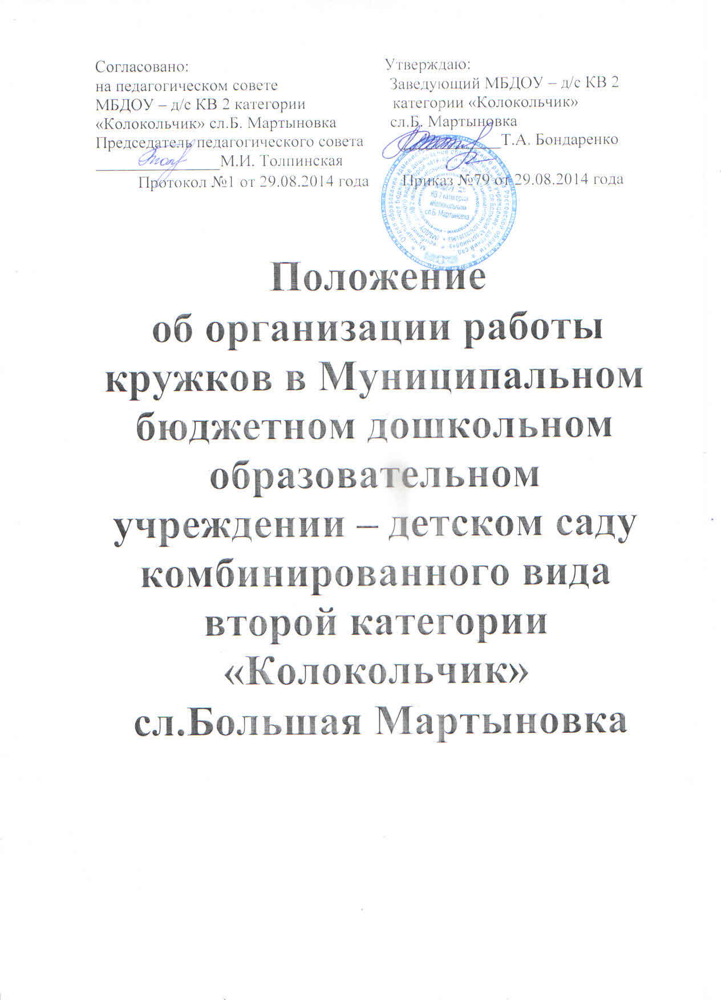 Согласовано:
на педагогическом совете
МБДОУ – д/с КВ 2 категории
«Колокольчик» сл.Б. Мартыновка
Председатель педагогического совета
________________М.И. Толпинская
Протокол №1 от 29.08.2014 года
Утверждаю:
Заведующий МБДОУ – д/с КВ 2
категории «Колокольчик»
сл.Б. Мартыновка
______________Т.А. Бондаренко
Приказ №79 от 29.08.2014 года
КВ 2 категории
«Колокольчик»
сл.Б. Мартыновка
Положение
об организации работы
кружков в Муниципальном
бюджетном дошкольном
образовательном
учреждении – детском саду
комбинированного вида
второй категории
«Колокольчик»
сл.Большая Мартыновка